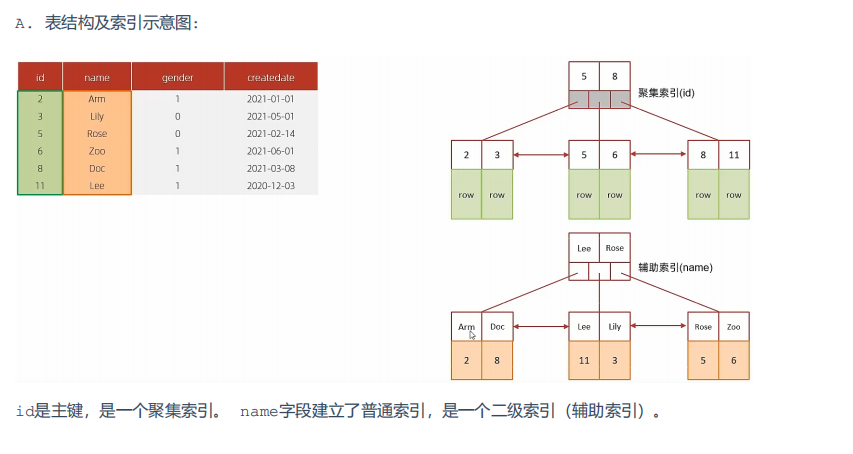 A. 表结构及索引示意图:
id name gender createdate
2 Arm 1 2021-01-01
3 Lily 0 2021-05-01
5 Rose 0 2021-02-14
6 Zoo 1 2021-06-01
8 Doc 1 2021-03-08
11 Lee 1 2020-12-03
5 8
聚集索引(id)
2 3 5 6 8 11
row row row row row row
Lee Rose
辅助索引(name)
Arm Doc Lee Lily Rose Zoo
2 8 11 3 5 6
id是主键，是一个聚集索引。 name字段建立了普通索引，是一个二级索引（辅助索引）。